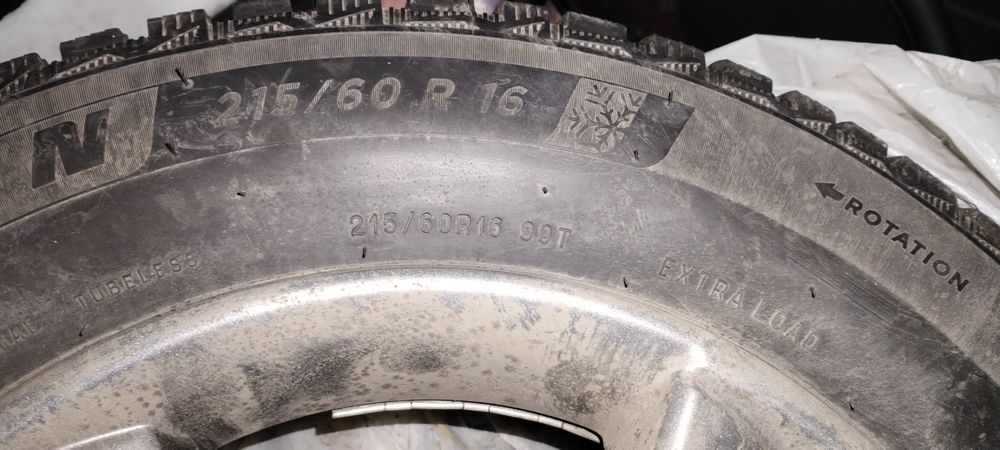 N
215/60 R 16
215/60R16 99T
TUBELESS
EXTRA LOAD
ROTATION